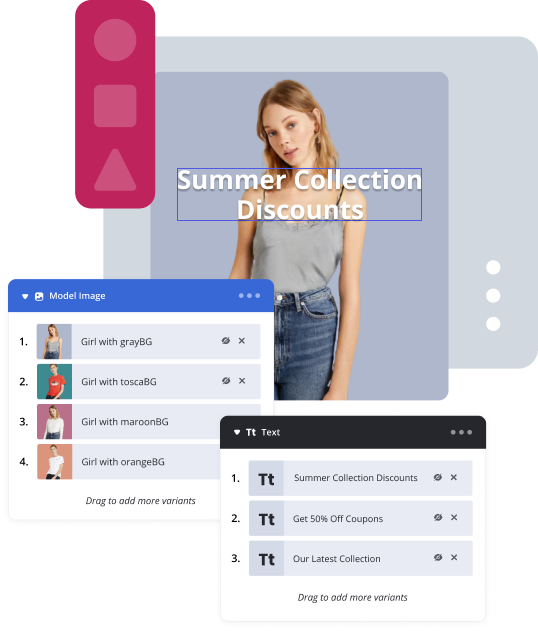 Summer Collection
Discounts
Model Image
1. Girl with grayBG
2. Girl with toscaBG
3. Girl with maroonBG
4. Girl with orangeBG
Drag to add more variants
Tt Text
1. Tt Summer Collection Discounts
2. Tt Get 50% Off Coupons
3. Tt Our Latest Collection
Drag to add more variants